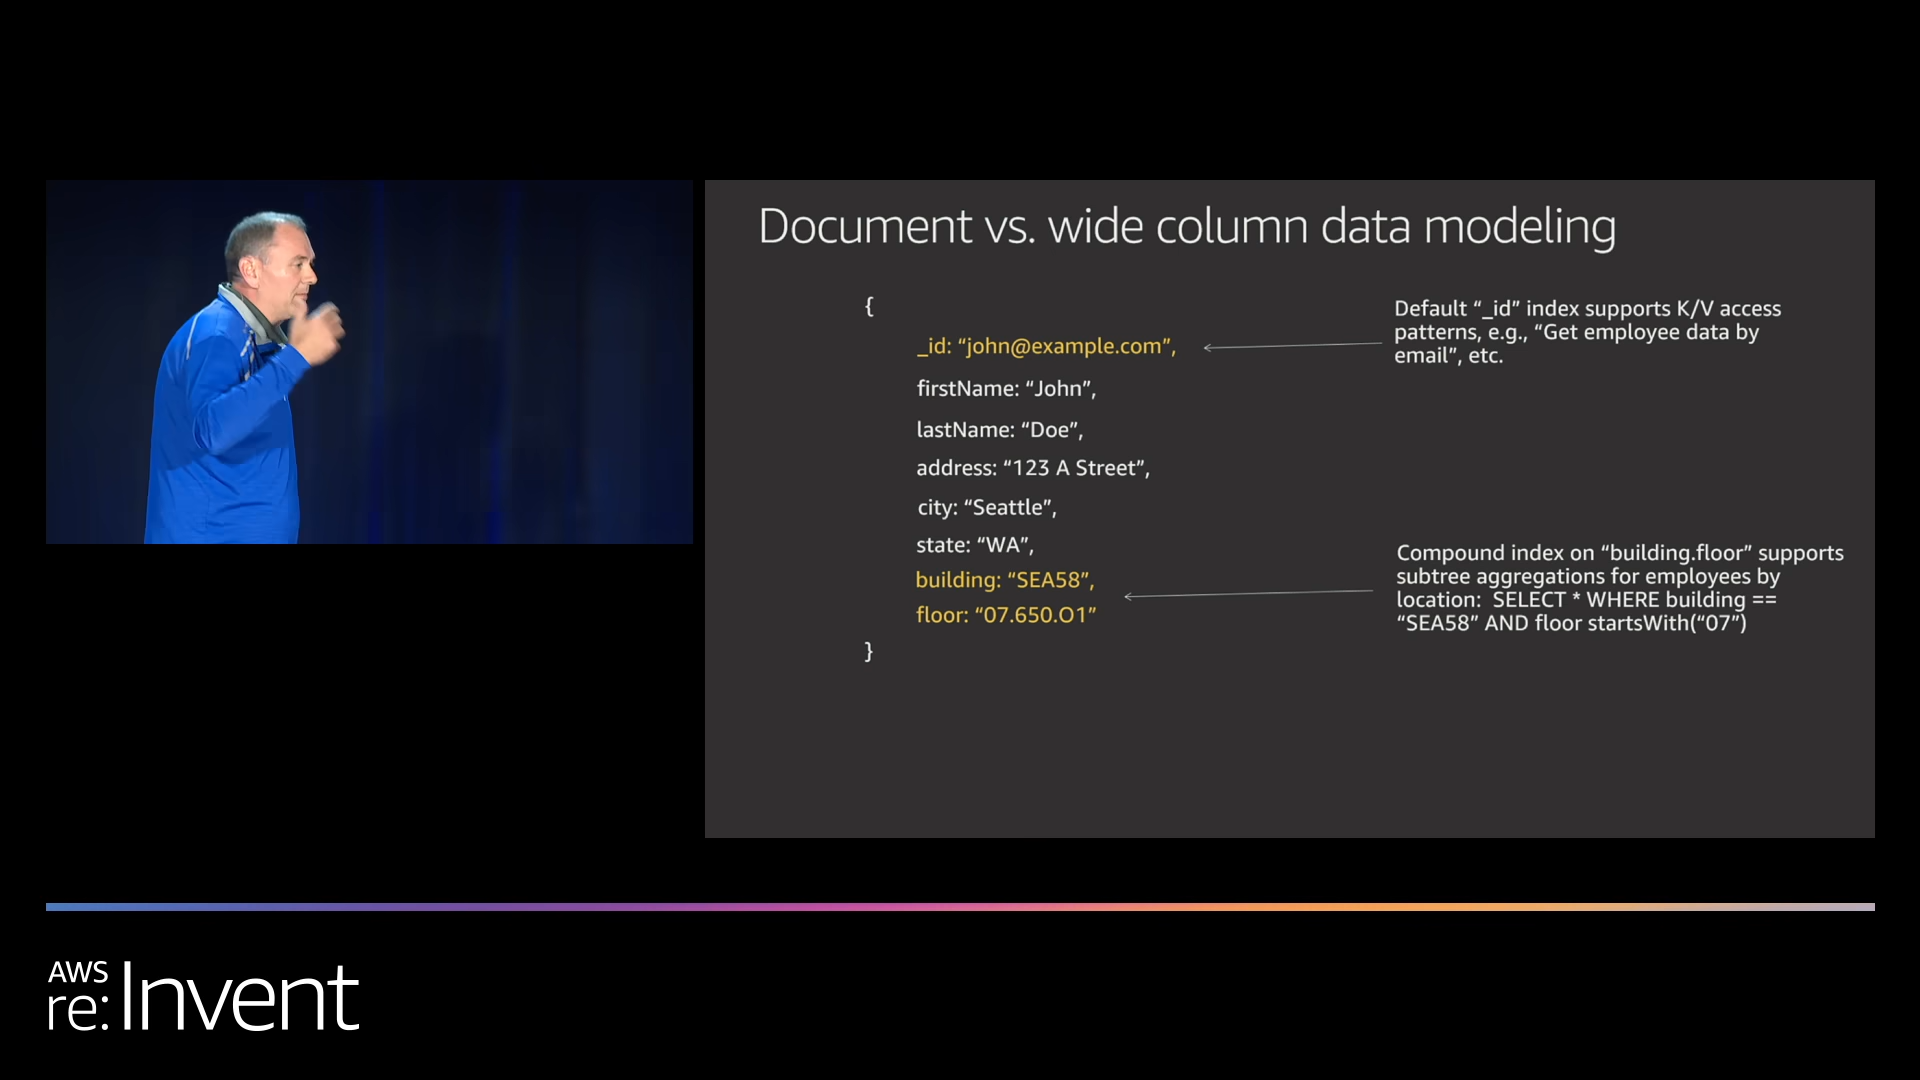 Document vs. wide column data modeling
{
_id: “john@example.com”,
firstName: “John”,
lastName: “Doe”,
address: “123 A Street”,
city: “Seattle”,
state: “WA”,
building: “SEA58”,
floor: “07.650.O1”
}
Default “_id” index supports K/V access
patterns, e.g., “Get employee data by
email”, etc.
Compound index on “building.floor” supports
subtree aggregations for employees by
location:  SELECT * WHERE building ==
“SEA58” AND floor startsWith(“07”)
AWS
re:Invent